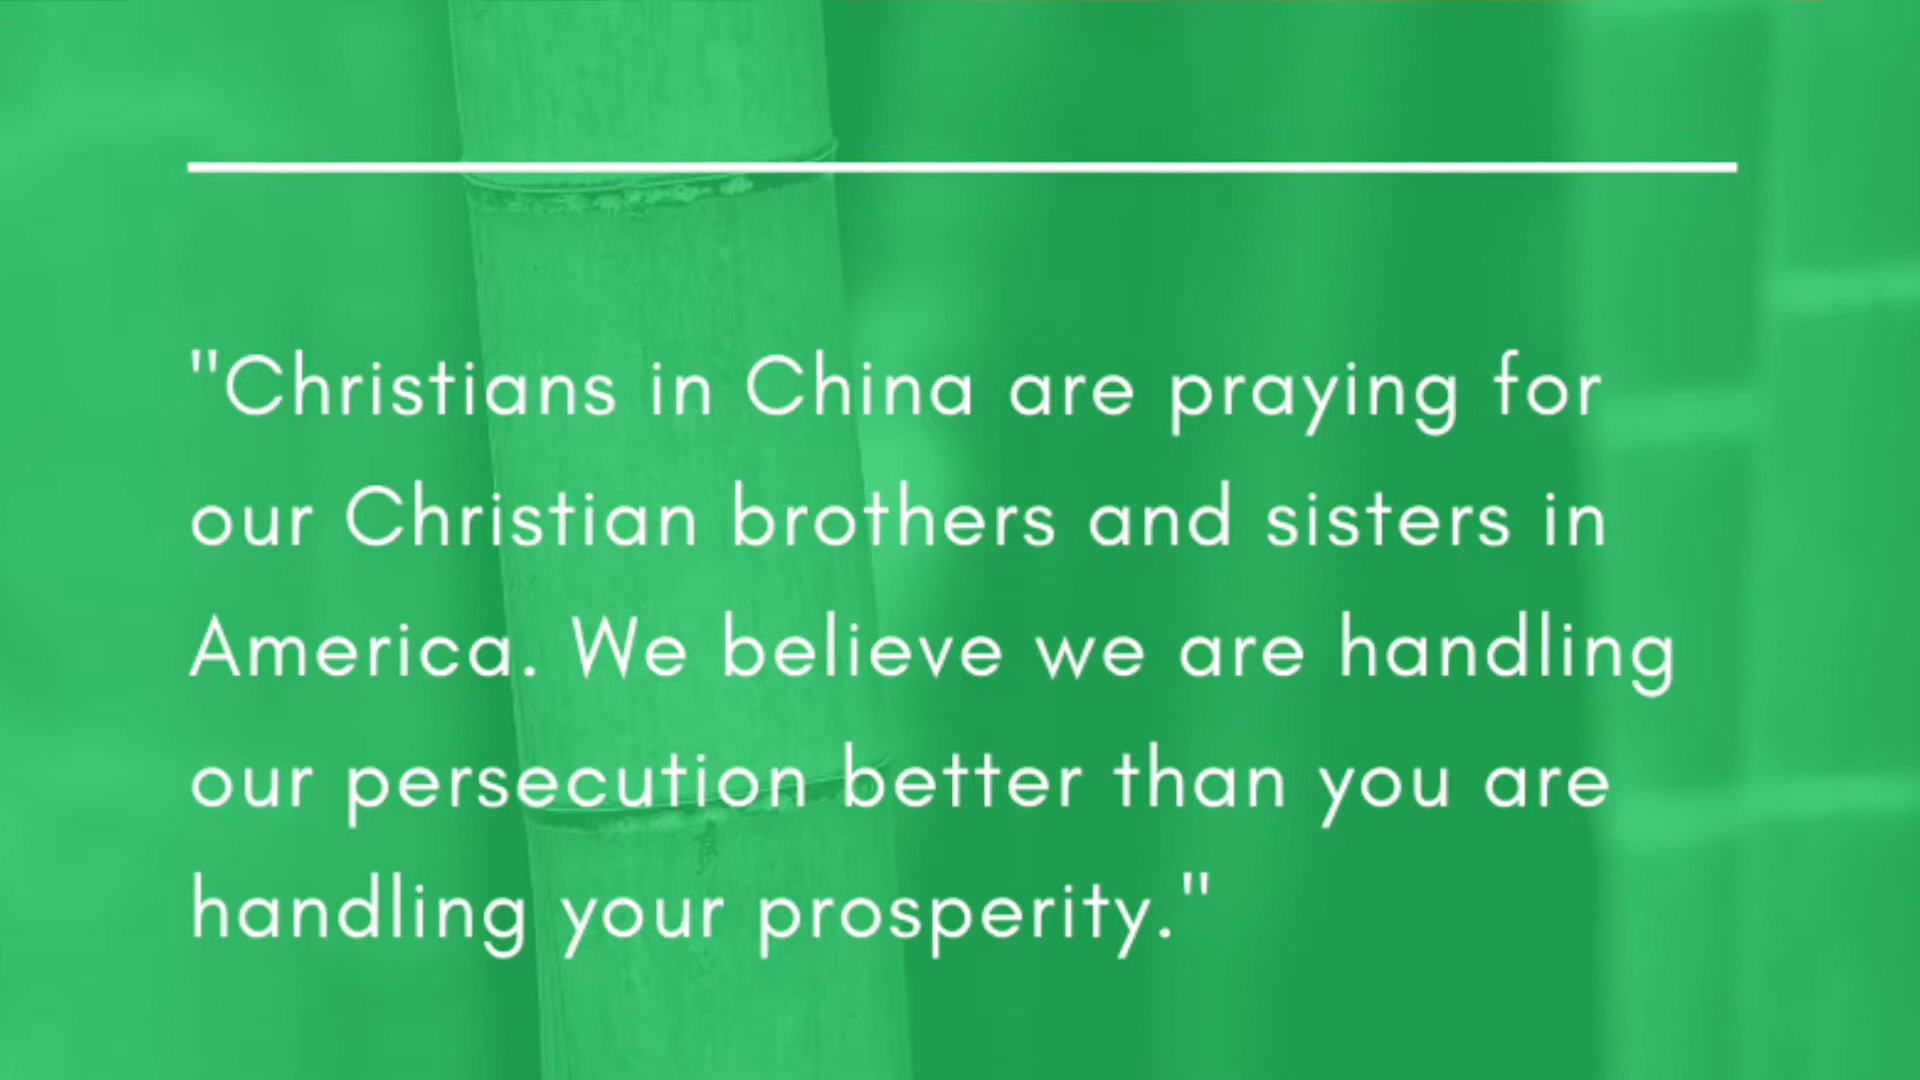 "Christians in China are praying for
our Christian brothers and sisters in
America. We believe we are handling
our persecution better than you are
handling your prosperity."